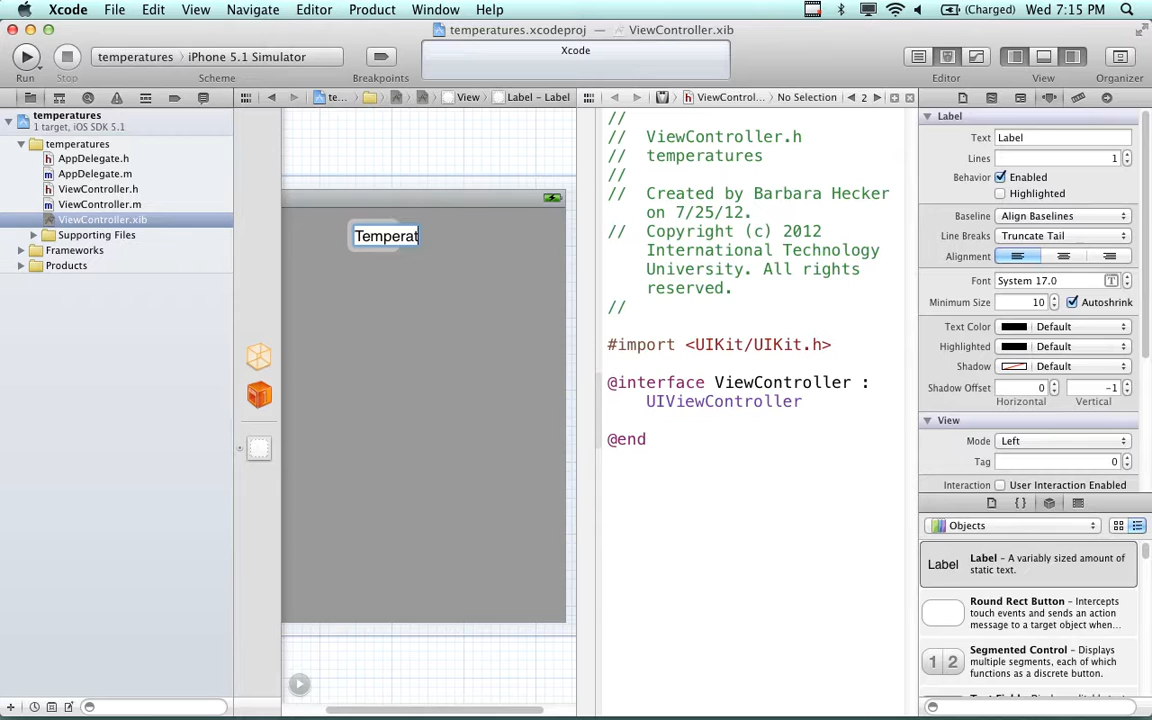 Xcode File Edit View Navigate Editor Product Window Help (Charged) Wed 7:15 PM
temperatures.xcodeproj — ViewController.xib
temperatures iPhone 5.1 Simulator
Xcode
Run Stop Scheme Breakpoints Editor View Organizer
te... View Label – Label ViewControl... No Selection 2
temperatures
1 target, iOS SDK 5.1
temperatures
AppDelegate.h
AppDelegate.m
ViewController.h
ViewController.m
ViewController.xib
Supporting Files
Frameworks
Products
Temperat
//
// ViewController.h
// temperatures
//
// Created by Barbara Hecker
on 7/25/12.
// Copyright (c) 2012
International Technology
University. All rights
reserved.
//
#import <UIKit/UIKit.h>
@interface ViewController :
UIViewController
@end
Label
Text Label
Lines 1
Behavior Enabled
Highlighted
Baseline Align Baselines
Line Breaks Truncate Tail
Alignment
Font System 17.0 T
Minimum Size 10 Autoshrink
Text Color Default
Highlighted Default
Shadow Default
Shadow Offset 0 −1
Horizontal Vertical
View
Mode Left
Tag 0
Interaction User Interaction Enabled
{}
Objects
Label Label – A variably sized amount of
static text.
Round Rect Button – Intercepts
touch events and sends an action
message to a target object when...
1 2 Segmented Control – Displays
multiple segments, each of which
functions as a discrete button.